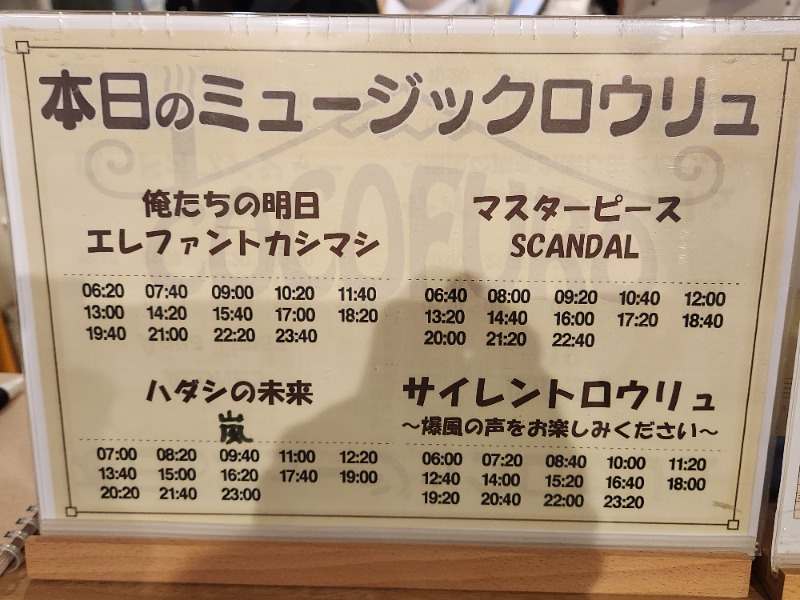 本日のミュージックロウリュ
俺たちの明日
エレファントカシマシ
06:20 07:40 09:00 10:20 11:40
13:00 14:20 15:40 17:00 18:20
19:40 21:00 22:20 23:40
マスターピース
SCANDAL
06:40 08:00 09:20 10:40 12:00
13:20 14:40 16:00 17:20 18:40
20:00 21:20 22:40
ハダシの未来
嵐
07:00 08:20 09:40 11:00 12:20
13:40 15:00 16:20 17:40 19:00
20:20 21:40 23:00
サイレントロウリュ
～爆風の声をお楽しみください～
06:00 07:20 08:40 10:00 11:20
12:40 14:00 15:20 16:40 18:00
19:20 20:40 22:00 23:20